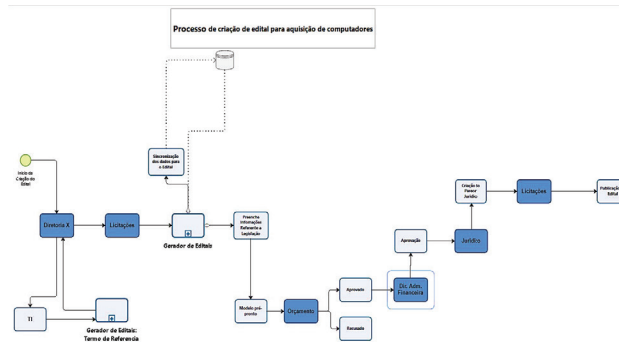 Processo de criação de edital para aquisição de computadores
Sincronização
dos dados para
o Edital
Início de
Criação do
Edital
Diretoria X
Licitações
Gerador de Editais
Preenche
Informações
Referente a
Legislação
TI
Gerador de Editais:
Termo de Referencia
Modelo pré-
pronto
Orçamento
Aprovado
Recusado
Dir. Adm.
Financeira
Aprovação
Jurídico
Criação to
Parecer
Jurídico
Licitações
Publicação
Edital